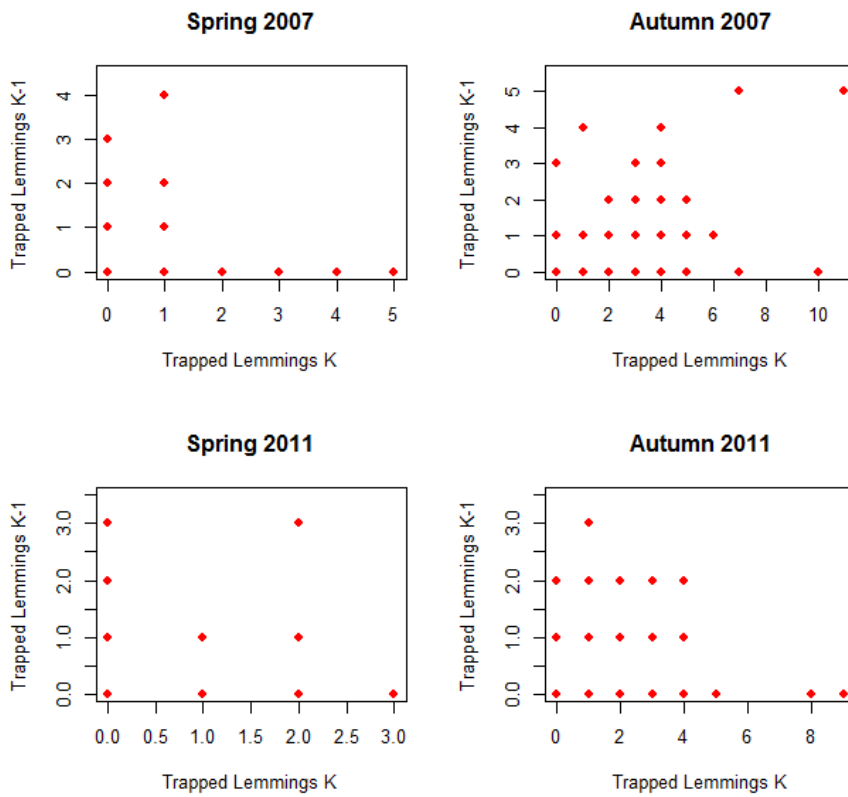 Spring 2007
Trapped Lemmings K-1
0 1 2 3 4
0 1 2 3 4 5
Trapped Lemmings K
Autumn 2007
Trapped Lemmings K-1
0 1 2 3 4 5
0 2 4 6 8 10
Trapped Lemmings K
Spring 2011
Trapped Lemmings K-1
0.0 1.0 2.0 3.0
0.0 0.5 1.0 1.5 2.0 2.5 3.0
Trapped Lemmings K
Autumn 2011
Trapped Lemmings K-1
0.0 1.0 2.0 3.0
0 2 4 6 8
Trapped Lemmings K